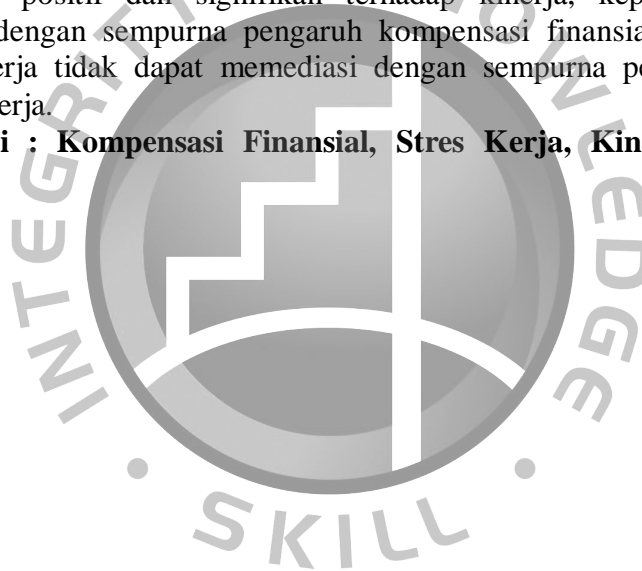 positif dan signifikan terhadap kinerja, kep
dengan sempurna pengaruh kompensasi finansia
erja tidak dapat memediasi dengan sempurna pe
erja.
i : Kompensasi Finansial, Stres Kerja, Kin
INTEGRITY
KNOWLEDGE
SKILL